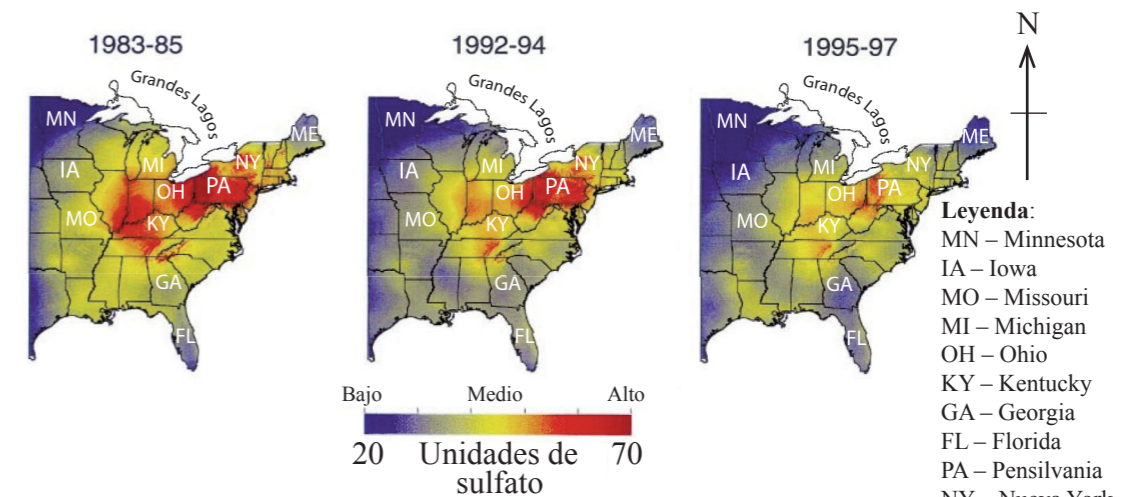 1983-85
1992-94
1995-97
N
Grandes Lagos
MN
ME
IA
MI
NY
OH
PA
MO
KY
GA
FL
Grandes Lagos
MN
ME
IA
MI
NY
OH
PA
MO
KY
GA
FL
Grandes Lagos
MN
ME
IA
MI
NY
OH
PA
MO
KY
GA
FL
Bajo Medio Alto
20 Unidades de 70
sulfato
Leyenda:
MN – Minnesota
IA – Iowa
MO – Missouri
MI – Michigan
OH – Ohio
KY – Kentucky
GA – Georgia
FL – Florida
PA – Pensilvania
NY – Nueva York